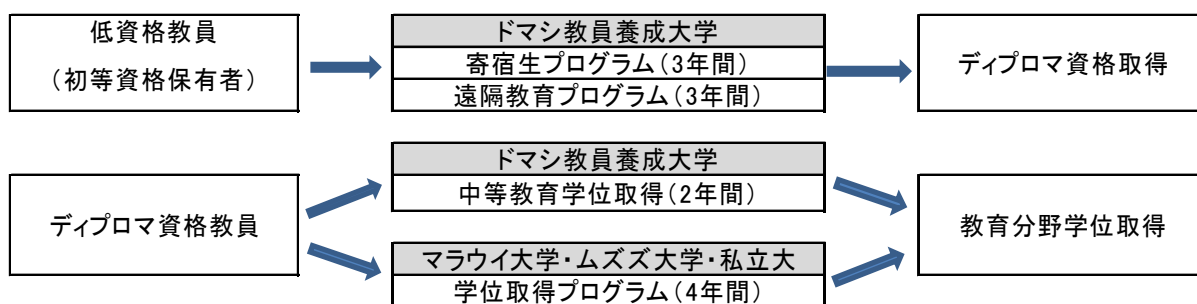 低資格教員
（初等資格保有者）
ドマシ教員養成大学
寄宿生プログラム（3年間）
遠隔教育プログラム（3年間）
ディプロマ資格取得
ディプロマ資格教員
ドマシ教員養成大学
中等教育学位取得（2年間）
マラウイ大学・ムズズ大学・私立大
学位取得プログラム（4年間）
教育分野学位取得